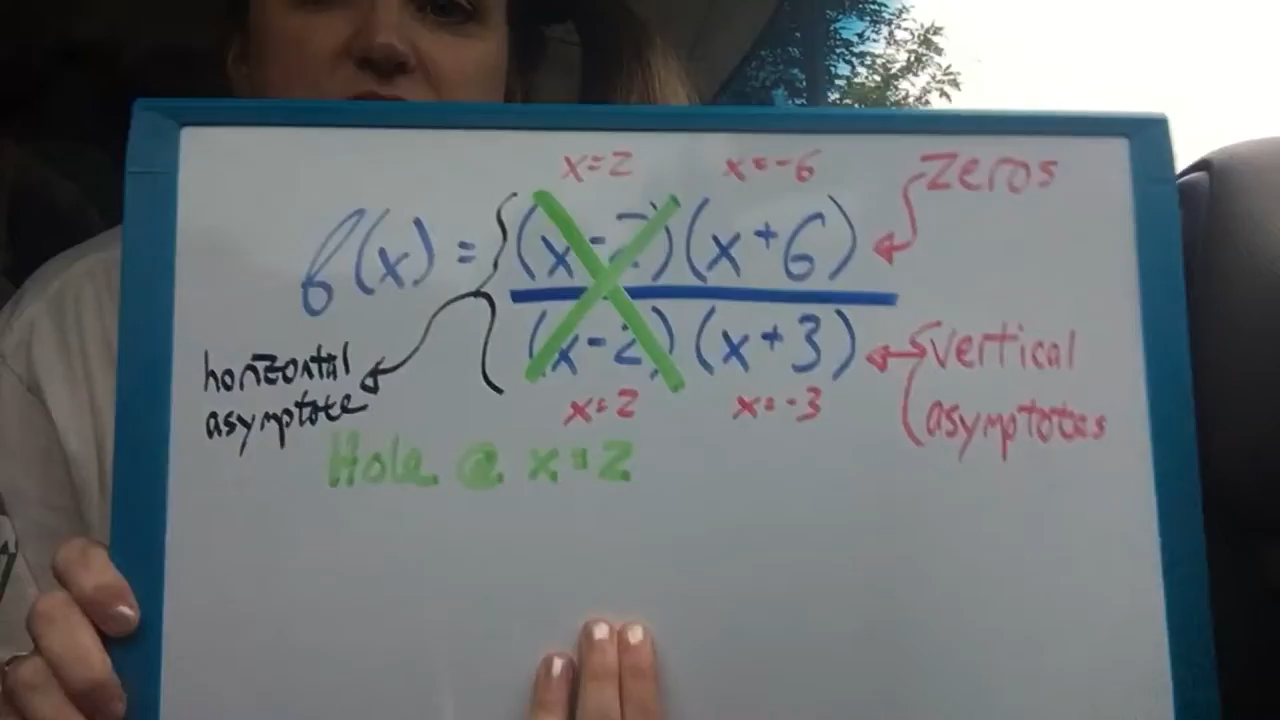 x=2 x=-6 zeros
f(x) = (x-2)(x+6)
(x-2)(x+3)
horizontal
asymptote
vertical
asymptotes
x=2 x=-3
Hole @ x=2